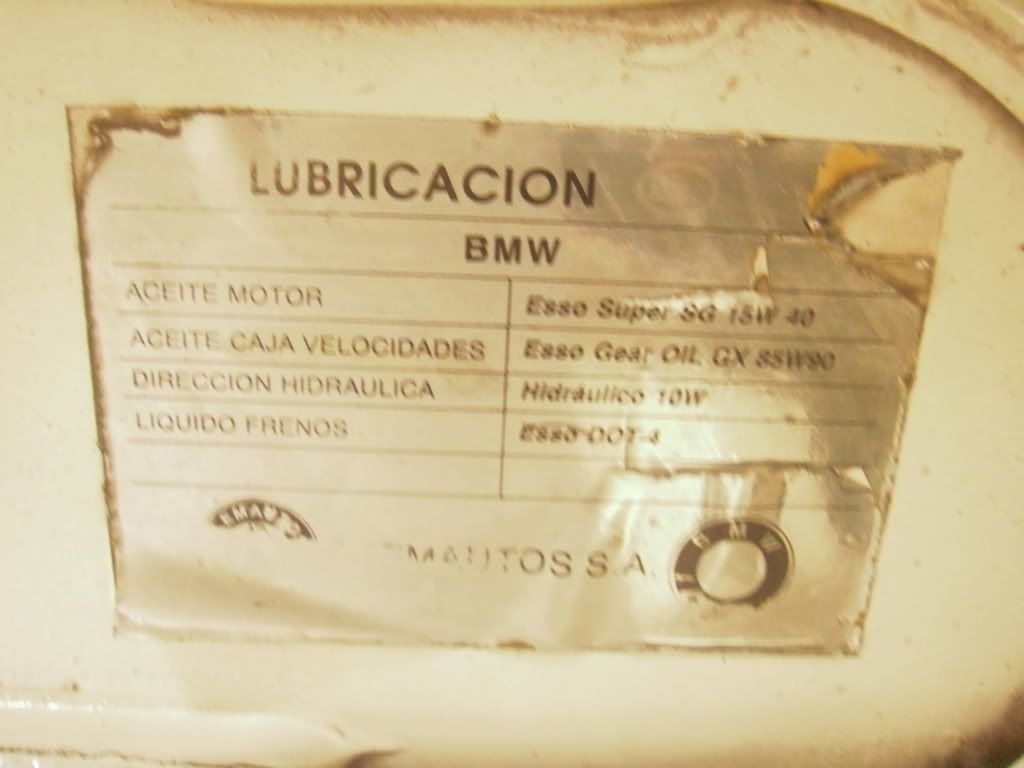 LUBRICACION
BMW
ACEITE MOTOR Esso Super SG 15W 40
ACEITE CAJA VELOCIDADES Esso Gear OIL GX 85W90
DIRECCION HIDRAULICA Hidráulico 10W
LIQUIDO FRENOS Esso DOT-4
S.A.
BMW